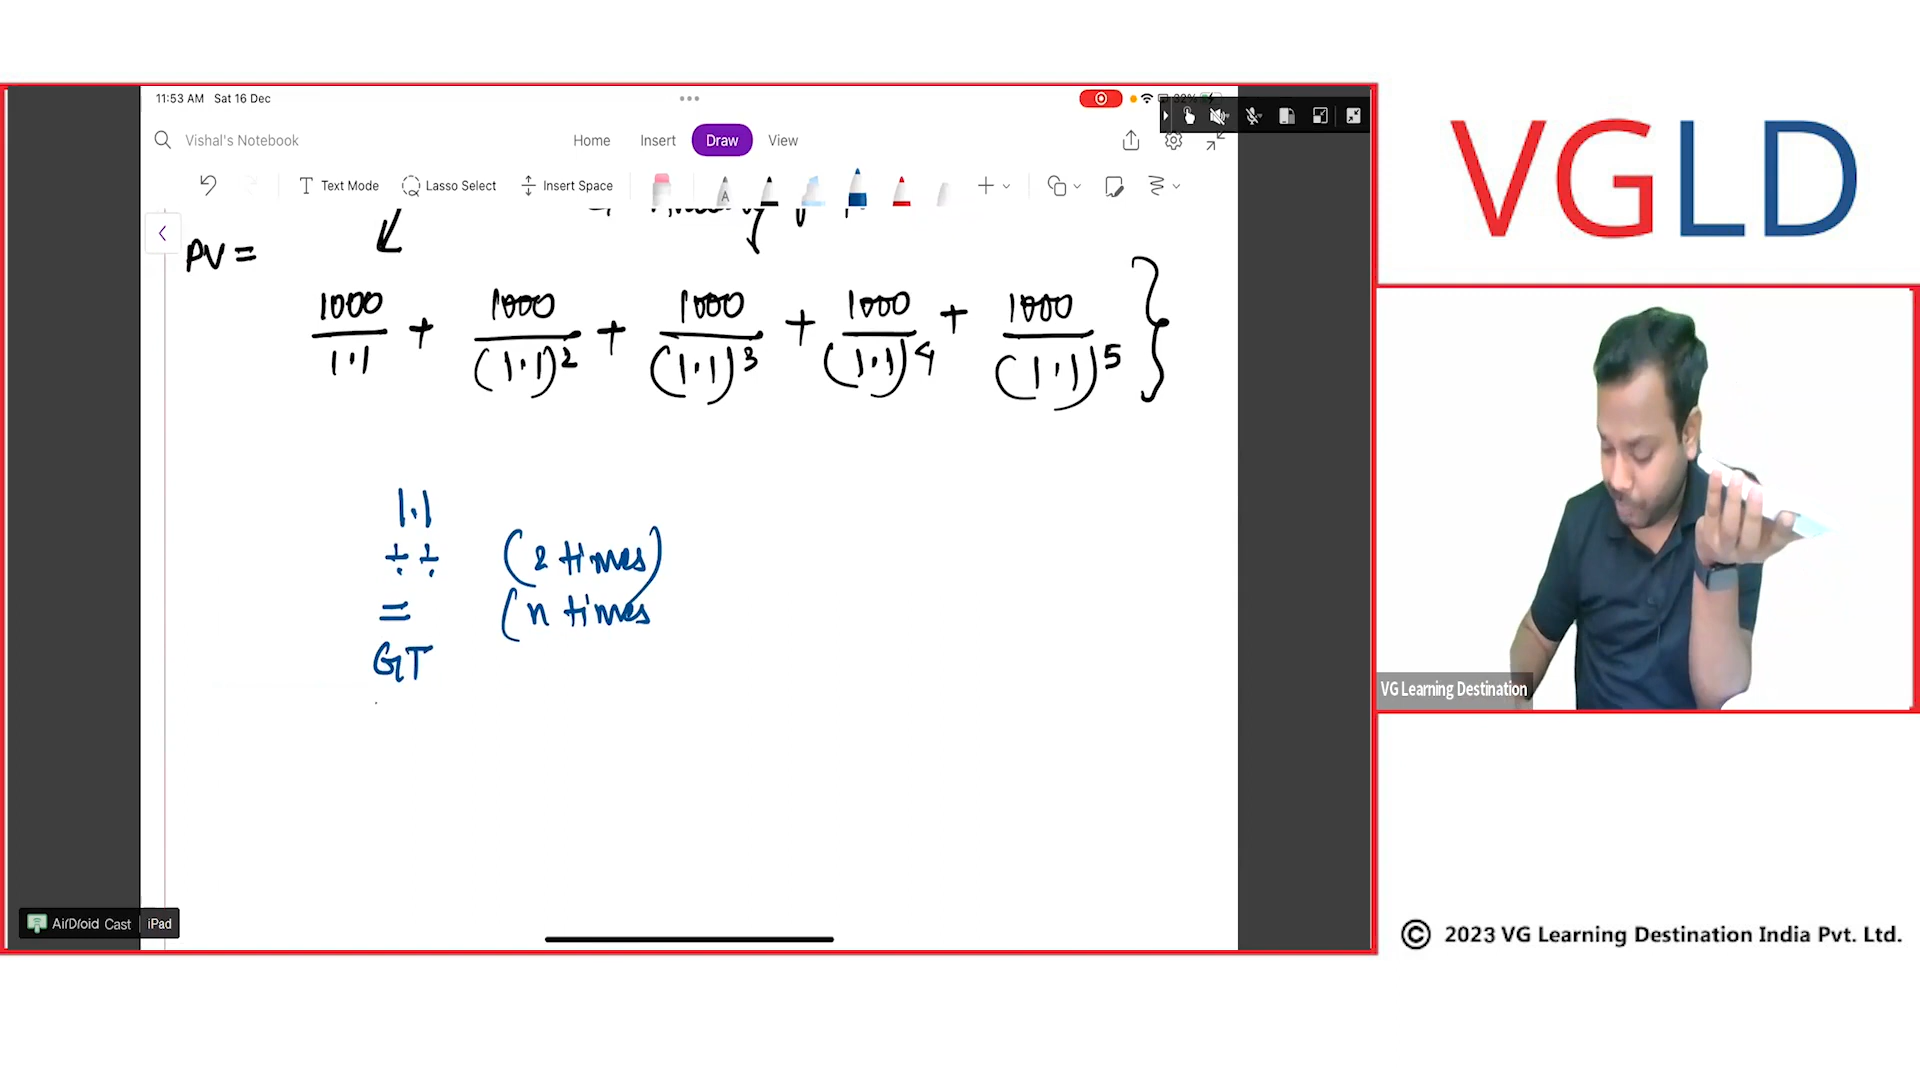 11:53 AM Sat 16 Dec
32%
Vishal's Notebook
Home Insert Draw View
Text Mode Lasso Select Insert Space
PV =
1000/1.1 + 1000/(1.1)^2 + 1000/(1.1)^3 + 1000/(1.1)^4 + 1000/(1.1)^5 }
1.1
÷ ÷ (2 times)
= (n times
GT
AirDroid Cast iPad
VGLD
VG Learning Destination
© 2023 VG Learning Destination India Pvt. Ltd.